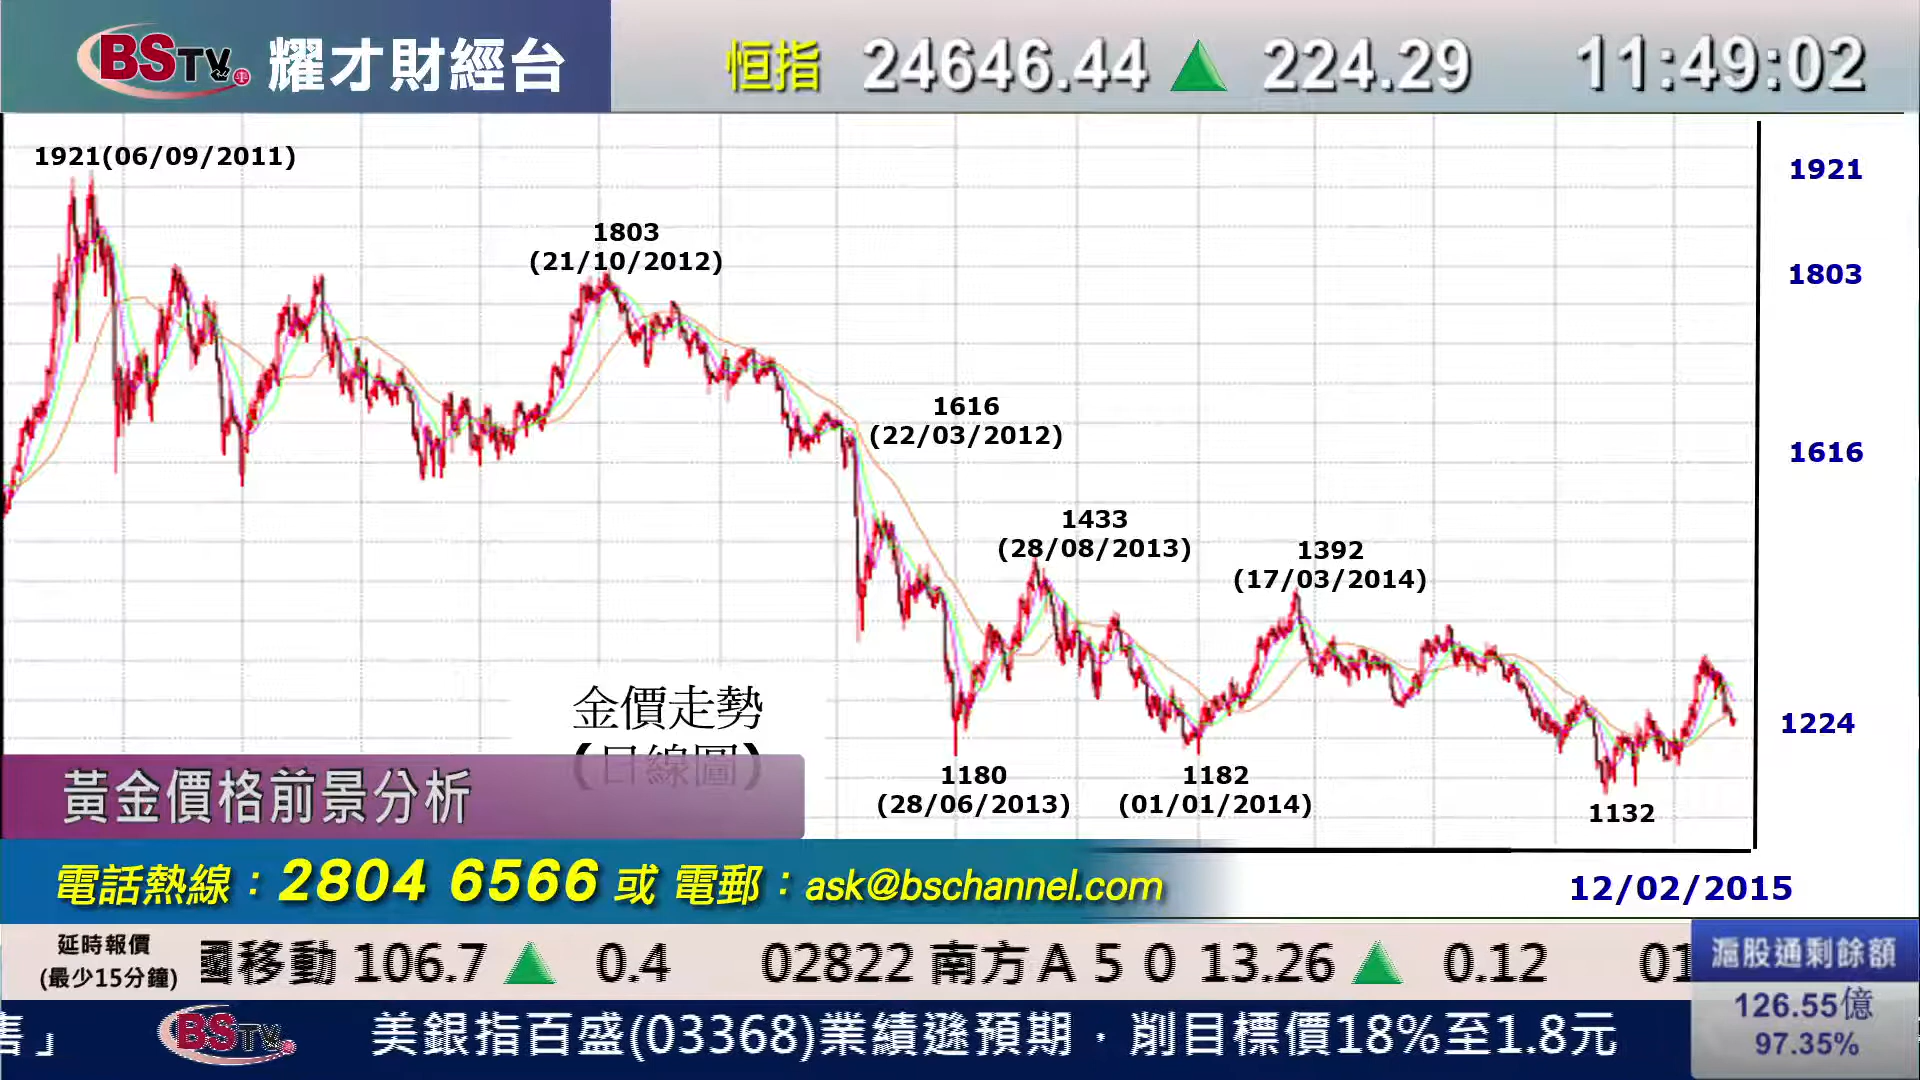 BSTV 耀才財經台
恒指 24646.44 ▲ 224.29 11:49:02
1921(06/09/2011)
1803
(21/10/2012)
1616
(22/03/2012)
1433
(28/08/2013)
1392
(17/03/2014)
1180
(28/06/2013)
1182
(01/01/2014)
1132
1921
1803
1616
1224
12/02/2015
金價走勢
(日線圖)
黃金價格前景分析
電話熱線：2804 6566 或 電郵：ask@bschannel.com
延時報價
(最少15分鐘)
國移動 106.7 ▲ 0.4 02822 南方A50 13.26 ▲ 0.12 01
滬股通剩餘額
126.55億
97.35%
售」 BSTV 美銀指百盛(03368)業績遜預期，削目標價18%至1.8元